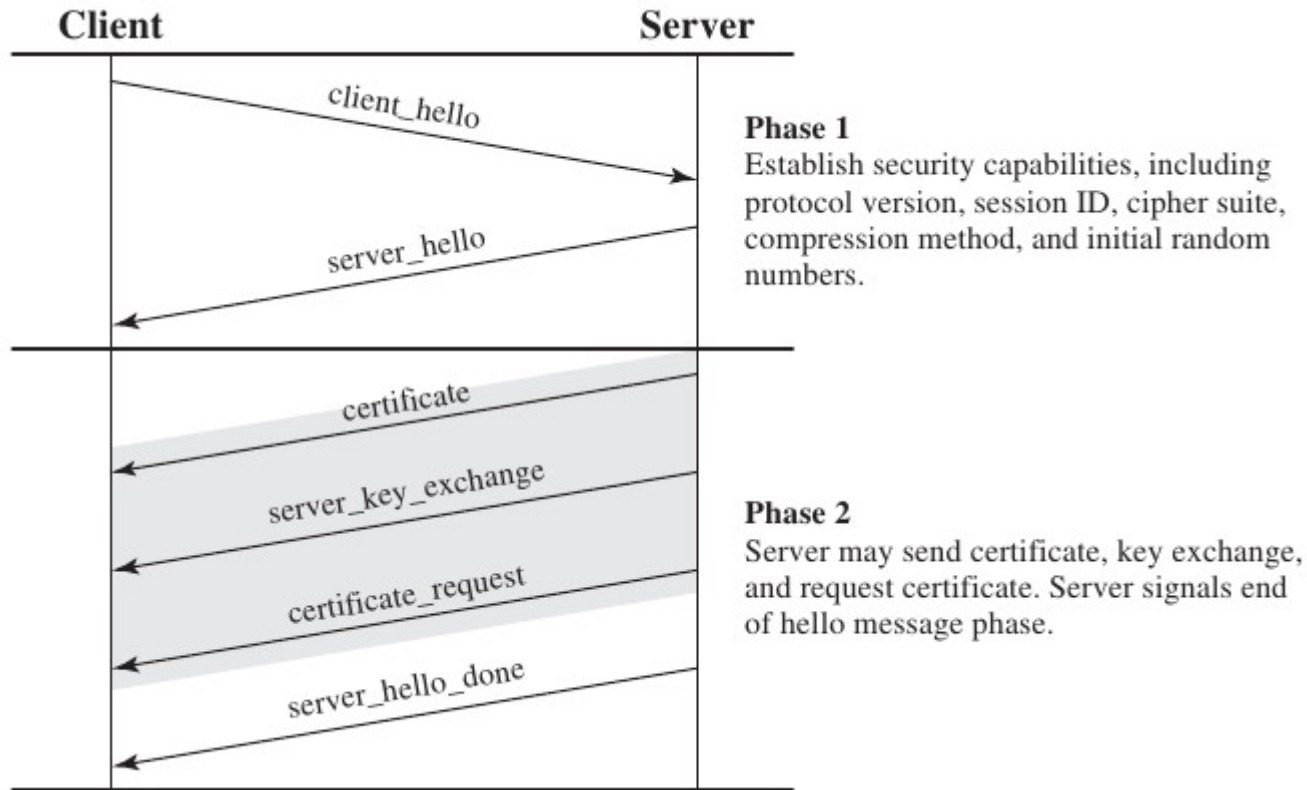 Client Server
client_hello
Phase 1
Establish security capabilities, including
protocol version, session ID, cipher suite,
compression method, and initial random
numbers.
server_hello
certificate
server_key_exchange
certificate_request
server_hello_done
Phase 2
Server may send certificate, key exchange,
and request certificate. Server signals end
of hello message phase.